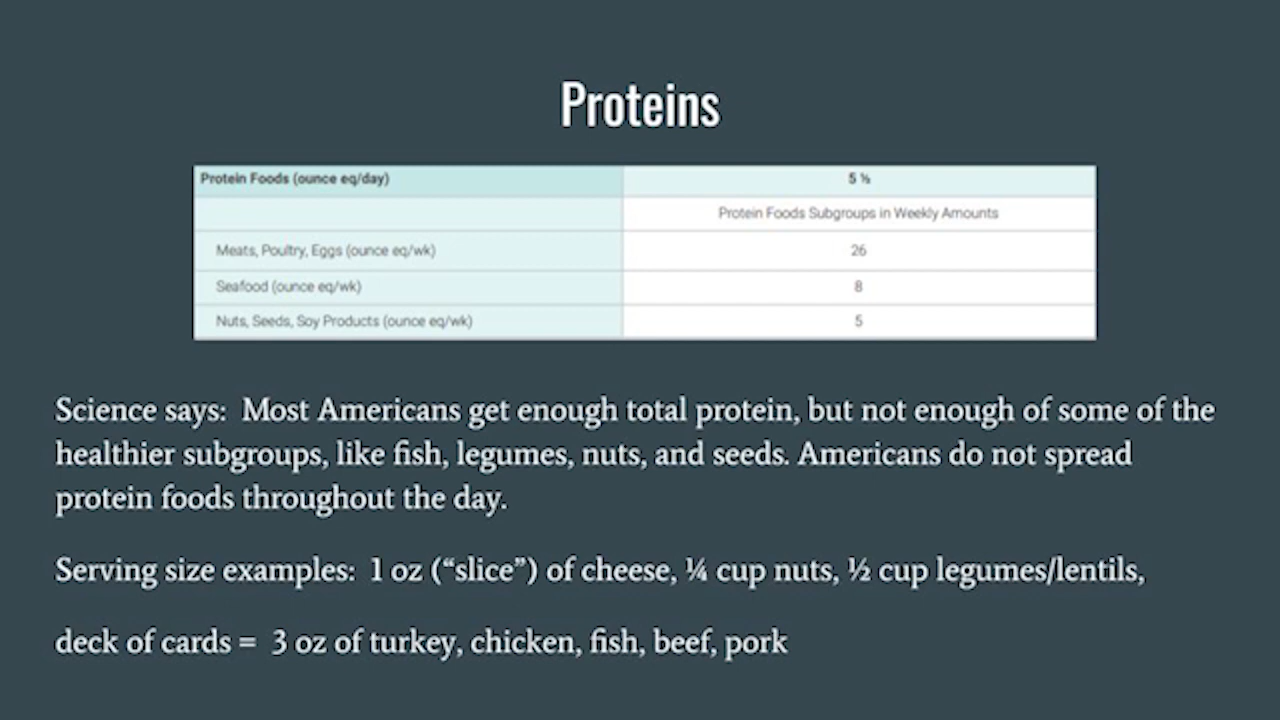 Proteins
Protein Foods (ounce eq/day) 5 ½
Protein Foods Subgroups in Weekly Amounts
Meats, Poultry, Eggs (ounce eq/wk) 26
Seafood (ounce eq/wk) 8
Nuts, Seeds, Soy Products (ounce eq/wk) 5
Science says:  Most Americans get enough total protein, but not enough of some of the
healthier subgroups, like fish, legumes, nuts, and seeds. Americans do not spread
protein foods throughout the day.
Serving size examples:  1 oz (“slice”) of cheese, ¼ cup nuts, ½ cup legumes/lentils,
deck of cards =  3 oz of turkey, chicken, fish, beef, pork